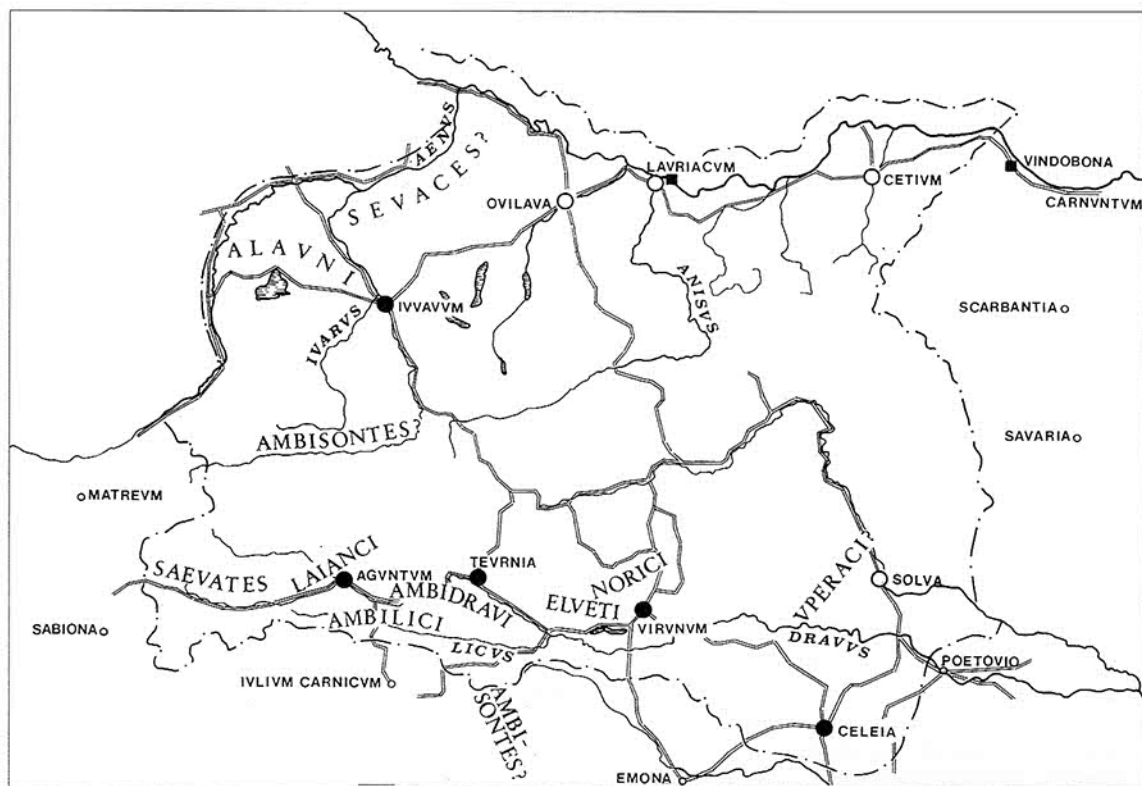 AENVS
SEVACES?
LAVRIACVM
VINDOBONA
CETIVM
OVILAVA
CARNVNTVM
ALAVNI
ANISVS
IVVAVVM
SCARBANTIA
IVARVS
AMBISONTES?
SAVARIA
MATREVM
TEVRNIA
SAEVATES
LAIANCI
AGVNTVM
NORICI
VPERACI
SOLVA
AMBIDRAVI
ELVETI
AMBILICI
VIRVNVM
SABIONA
LICVS
DRAVVS
POETOVIO
IVLIVM CARNICVM
AMBI-
SONTES?
CELEIA
EMONA